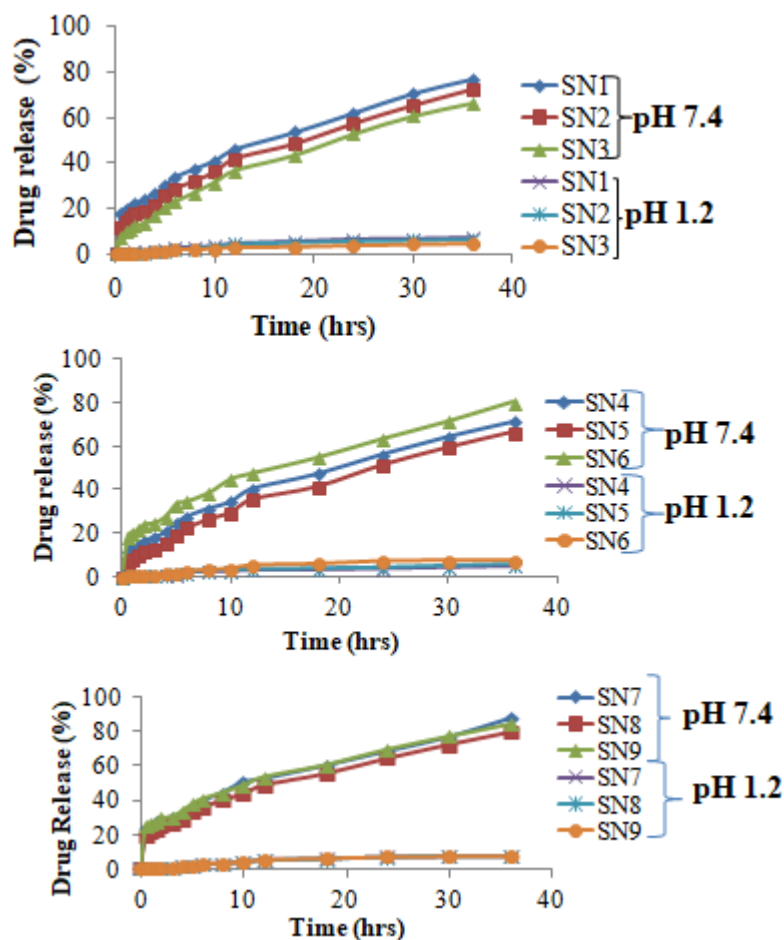 Drug release (%)
80
60
40
20
0
0 10 20 30 40
Time (hrs)
SN1
SN2
SN3
pH 7.4
SN1
SN2
SN3
pH 1.2
Drug release (%)
100
80
60
40
20
0
0 10 20 30 40
Time (hrs)
SN4
SN5
SN6
pH 7.4
SN4
SN5
SN6
pH 1.2
Drug Release (%)
100
80
60
40
20
0
0 10 20 30 40
Time (hrs)
SN7
SN8
SN9
pH 7.4
SN7
SN8
SN9
pH 1.2